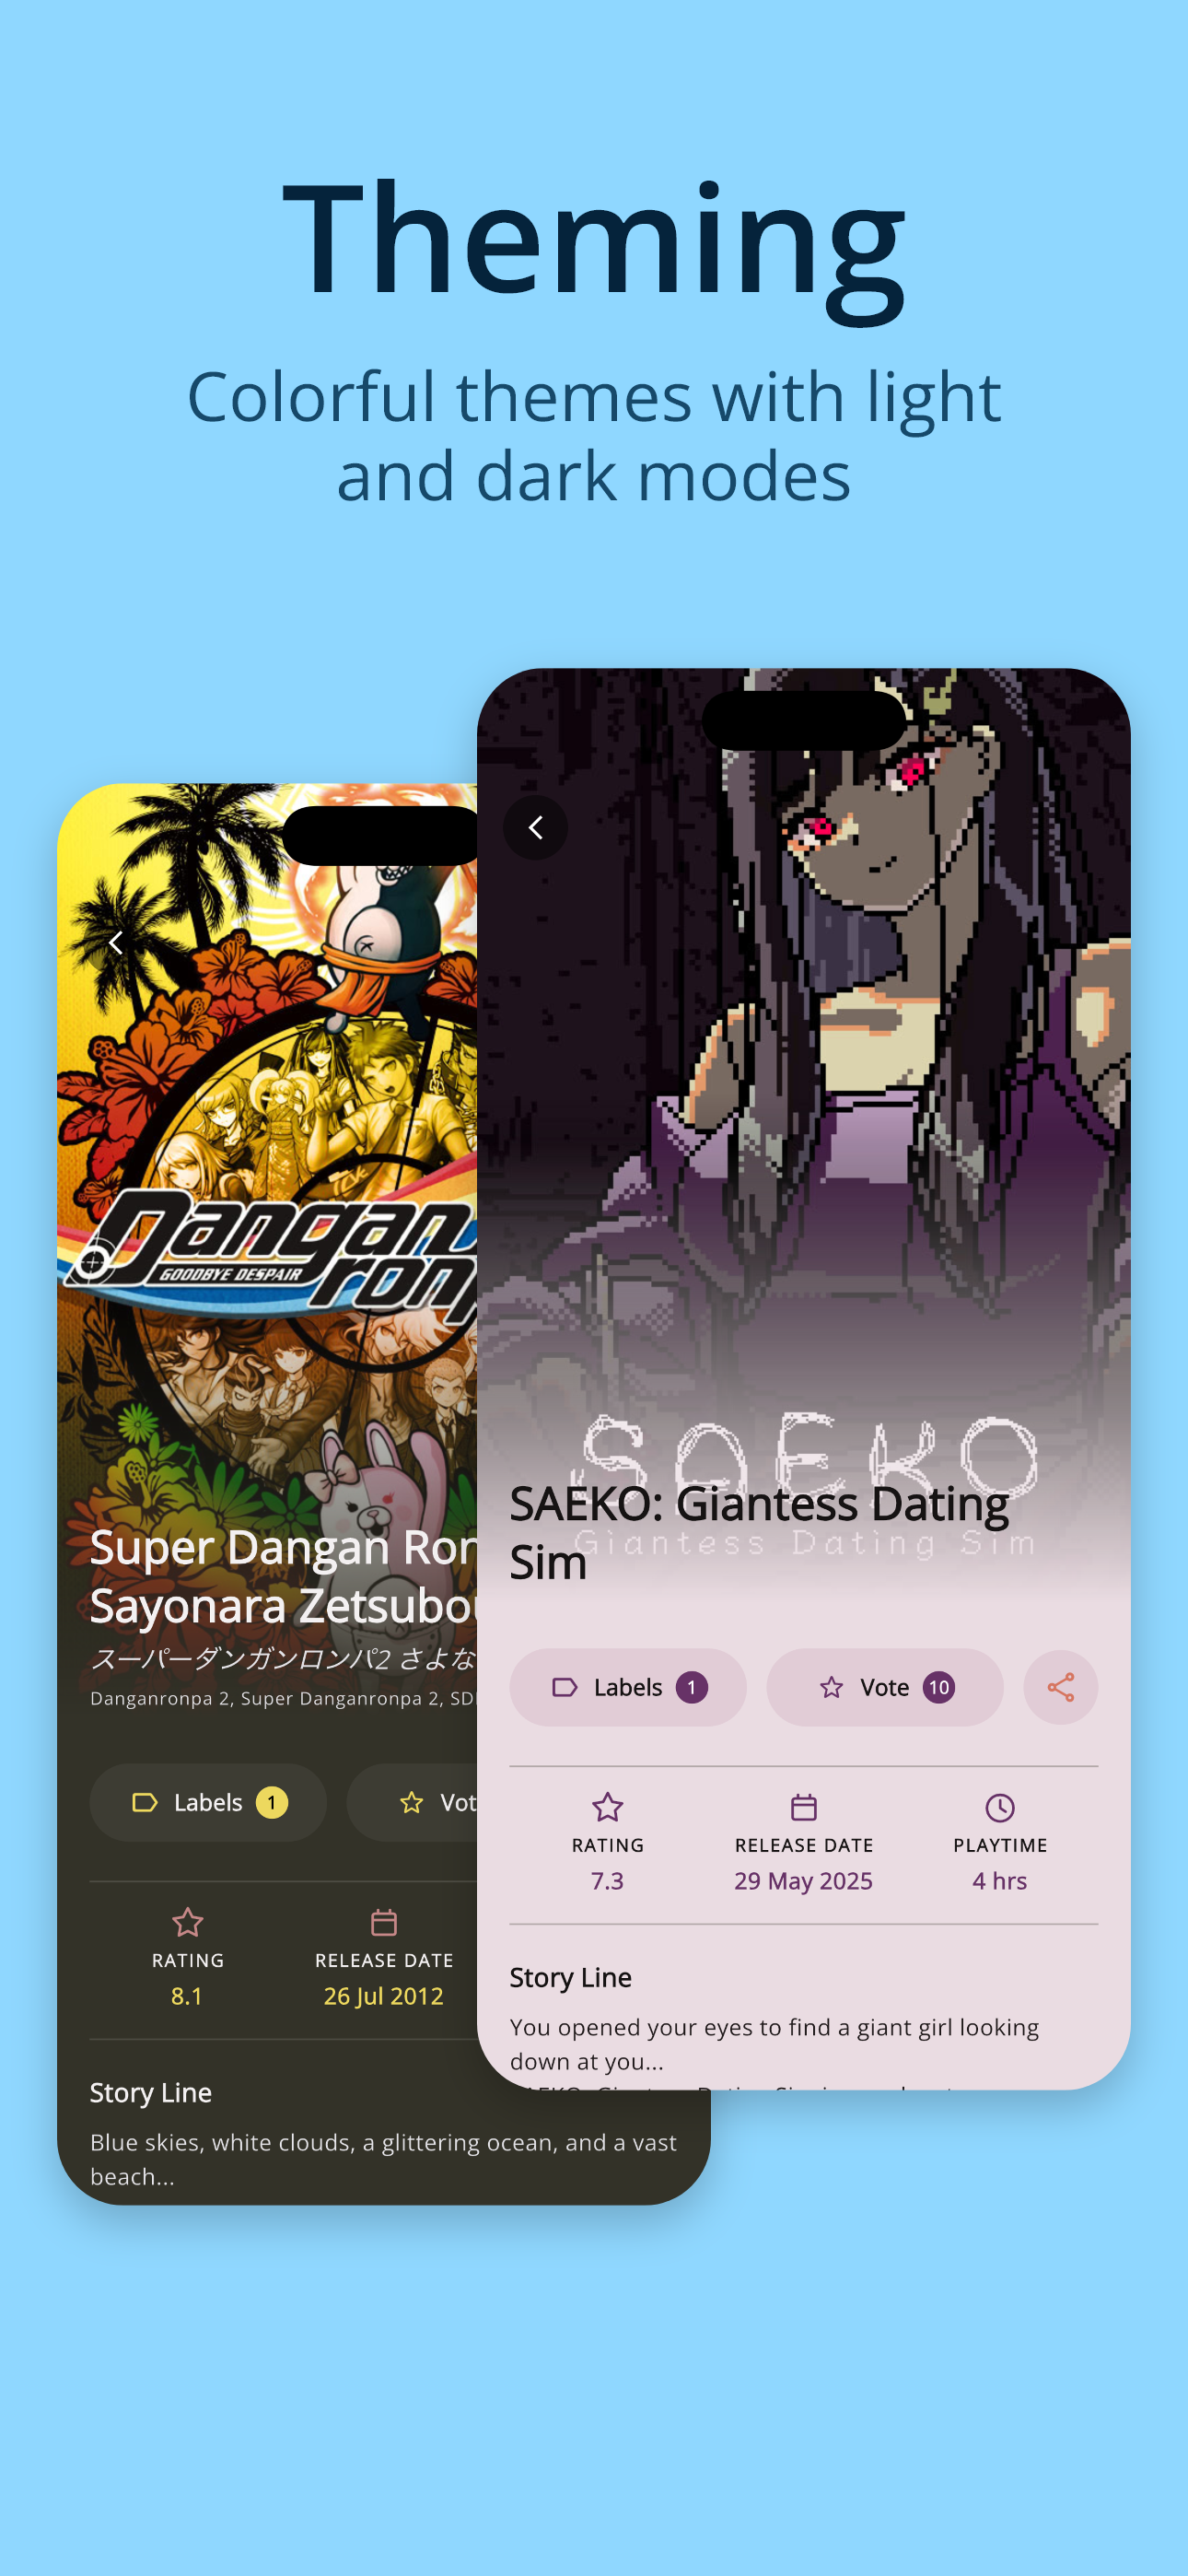 Theming
Colorful themes with light
and dark modes
Dangan
GOODBYE DESPAIR
Super Dangan
Sayonara
スーパーダンガンロンパ2 さよな
Danganronpa 2, Super Danganronpa 2,
Labels 1
RATING
8.1
RELEASE DATE
26 Jul 2012
Story Line
Blue skies, white clouds, a glittering ocean, and a vast
beach...
SAEKO
Giantess Dating Sim
SAEKO: Giantess Dating
Sim
Labels 1
Vote 10
RATING
7.3
RELEASE DATE
29 May 2025
PLAYTIME
4 hrs
Story Line
You opened your eyes to find a giant girl looking
down at you...